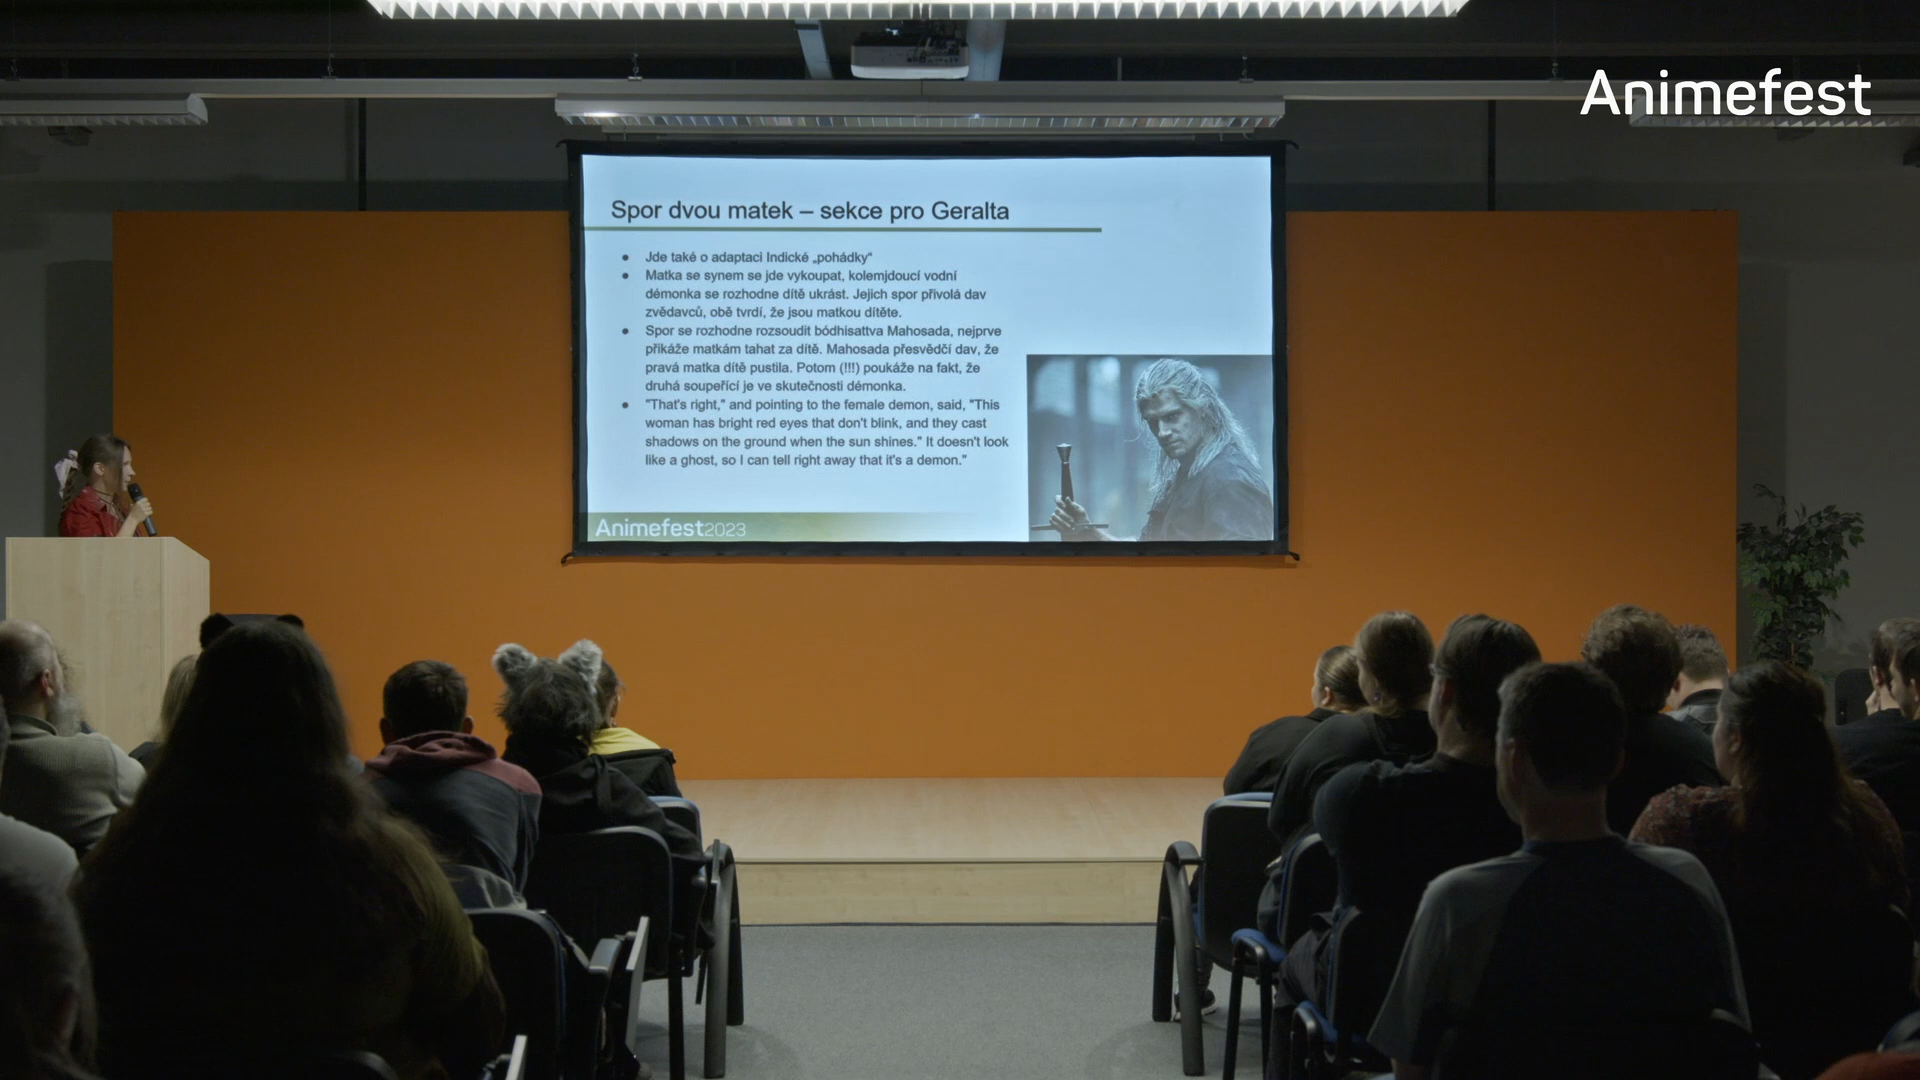 Animefest
Spor dvou matek – sekce pro Geralta
● Jde také o adaptaci Indické „pohádky“
● Matka se synem se jde vykoupat, kolemjdoucí vodní
démonka se rozhodne dítě ukrást. Jejich spor přivolá dav
zvědavců, obě tvrdí, že jsou matkou dítěte.
● Spor se rozhodne rozsoudit bódhisattva Mahosada, nejprve
přikáže matkám tahat za dítě. Mahosada přesvědčí dav, že
pravá matka dítě pustila. Potom (!!!) poukáže na fakt, že
druhá soupeřící je ve skutečnosti démonka.
● "That's right," and pointing to the female demon, said, "This
woman has bright red eyes that don't blink, and they cast
shadows on the ground when the sun shines." It doesn't look
like a ghost, so I can tell right away that it's a demon."
Animefest2023